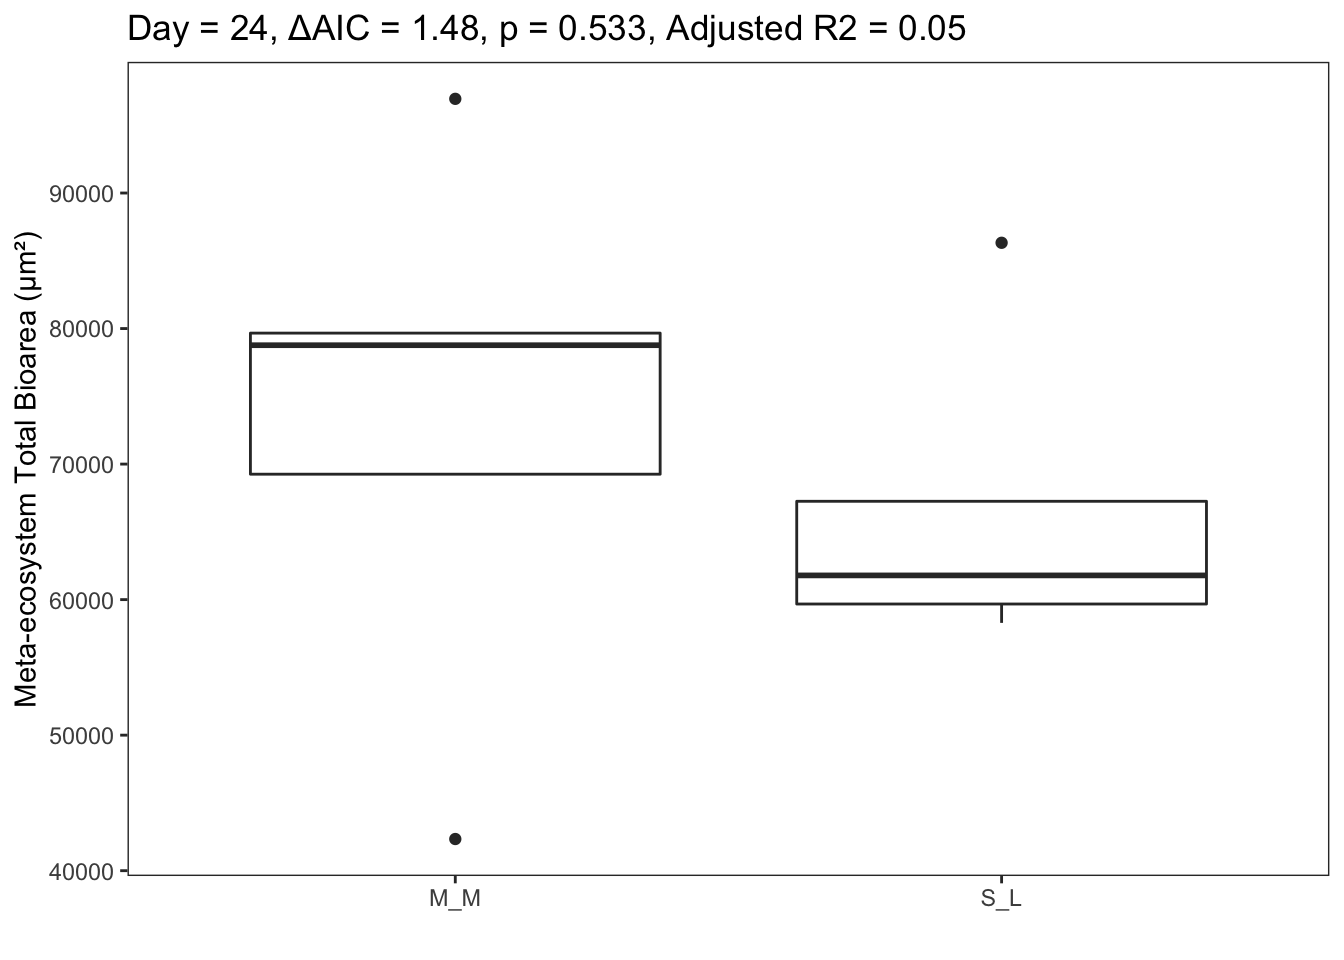 Day = 24, ΔAIC = 1.48, p = 0.533, Adjusted R2 = 0.05
Meta-ecosystem Total Bioarea (μm²)
90000
80000
70000
60000
50000
40000
M_M
S_L